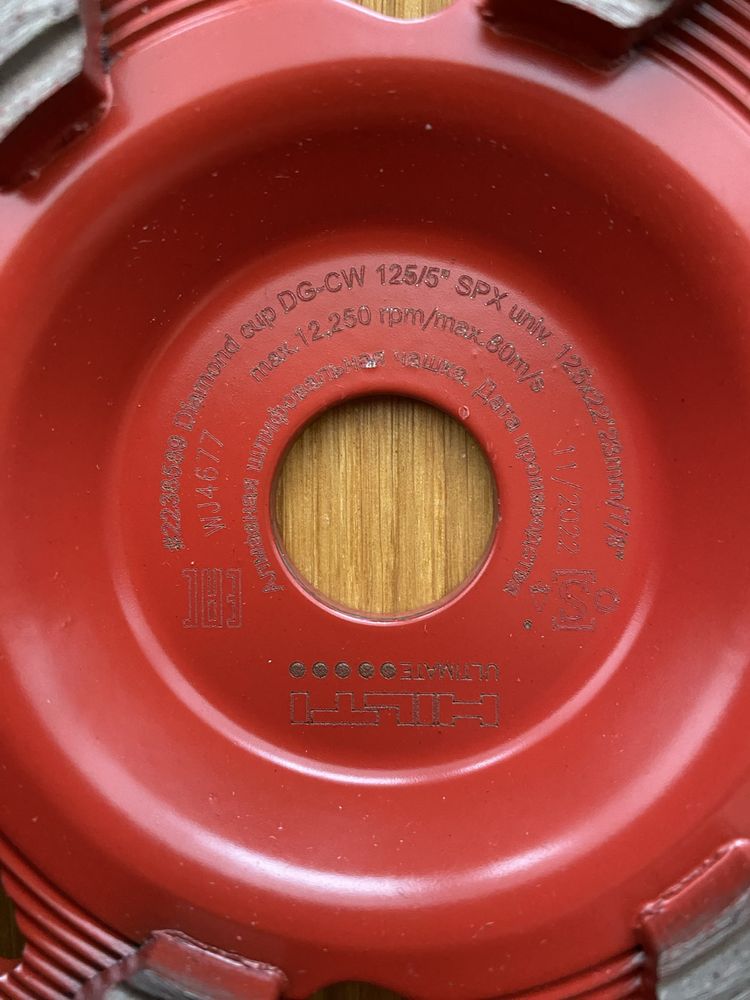 #2238589 Diamond cup DG-CW 125/5" SPX univ. 125x22.23mm/7/8"
max.12,250 rpm/max.80m/s
Алмазная шлифовальная чашка. Дата производства
WJ4677
11/2022
EAC
ULTIMATE
HILTI